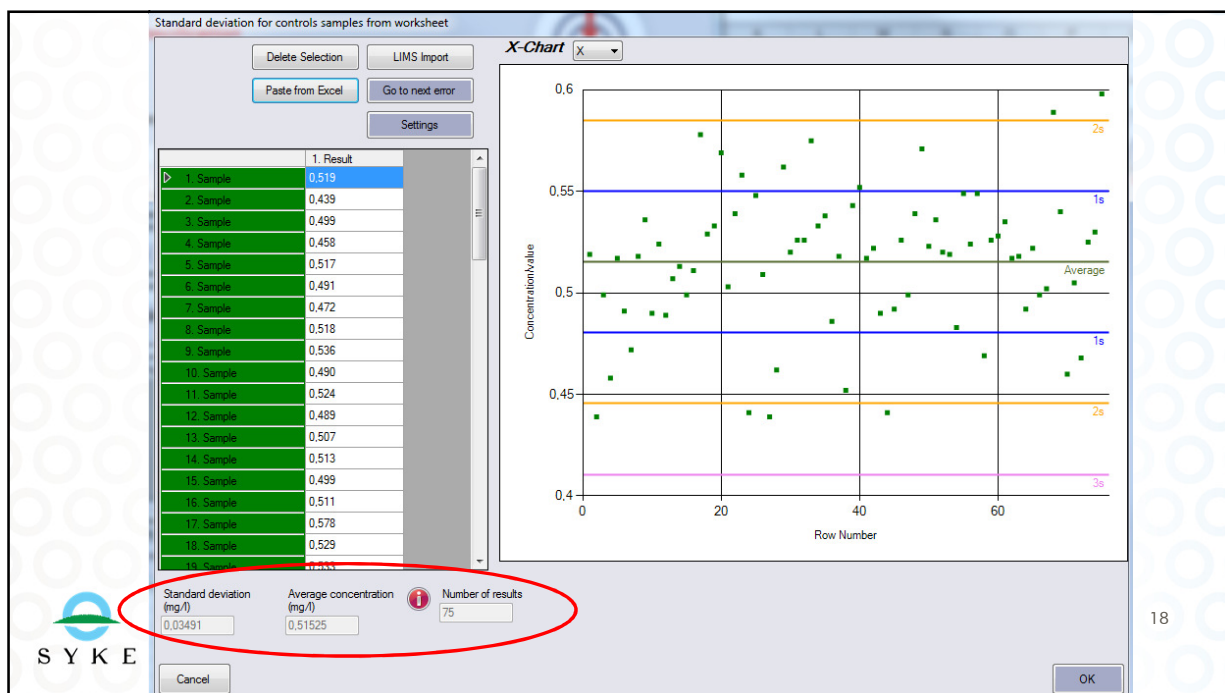 Standard deviation for controls samples from worksheet
Delete Selection
LIMS Import
Paste from Excel
Go to next error
Settings
1. Result
1. Sample 0,519
2. Sample 0,439
3. Sample 0,499
4. Sample 0,458
5. Sample 0,517
6. Sample 0,491
7. Sample 0,472
8. Sample 0,518
9. Sample 0,536
10. Sample 0,490
11. Sample 0,524
12. Sample 0,489
13. Sample 0,507
14. Sample 0,513
15. Sample 0,499
16. Sample 0,511
17. Sample 0,578
18. Sample 0,529
19. Sample 0,533
X-Chart X
0,6
2s
0,55
1s
Average
0,5
1s
0,45
2s
3s
0,4
0 20 40 60
Concentration/value
Row Number
Standard deviation
(mg/l)
0,03491
Average concentration
(mg/l)
0,51525
Number of results
75
Cancel
OK
SYKE
18